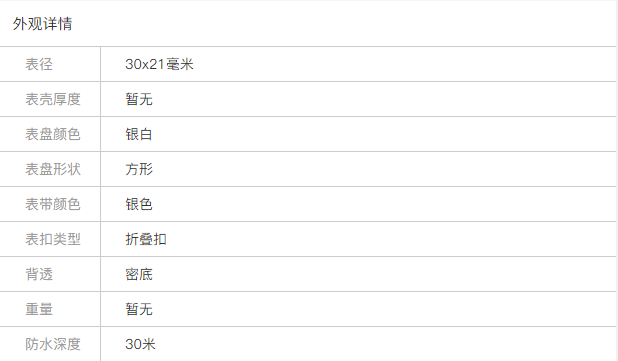 外观详情
表径 30x21毫米
表壳厚度 暂无
表盘颜色 银白
表盘形状 方形
表带颜色 银色
表扣类型 折叠扣
背透 密底
重量 暂无
防水深度 30米